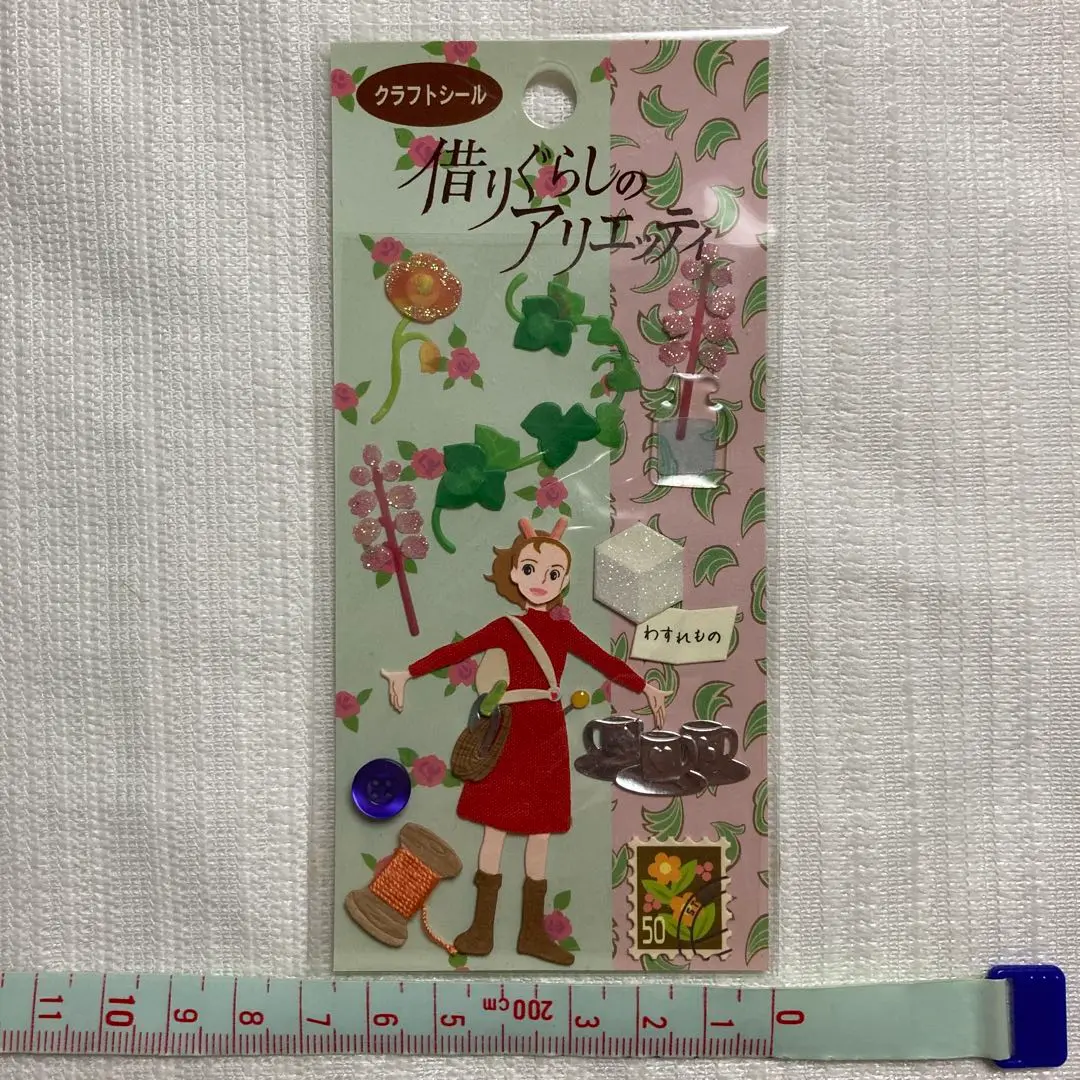 クラフトシール
借りぐらしの
アリエッティ
わすれもの
50
11 10 9 8 7 6 5 200cm 3 2 1 0